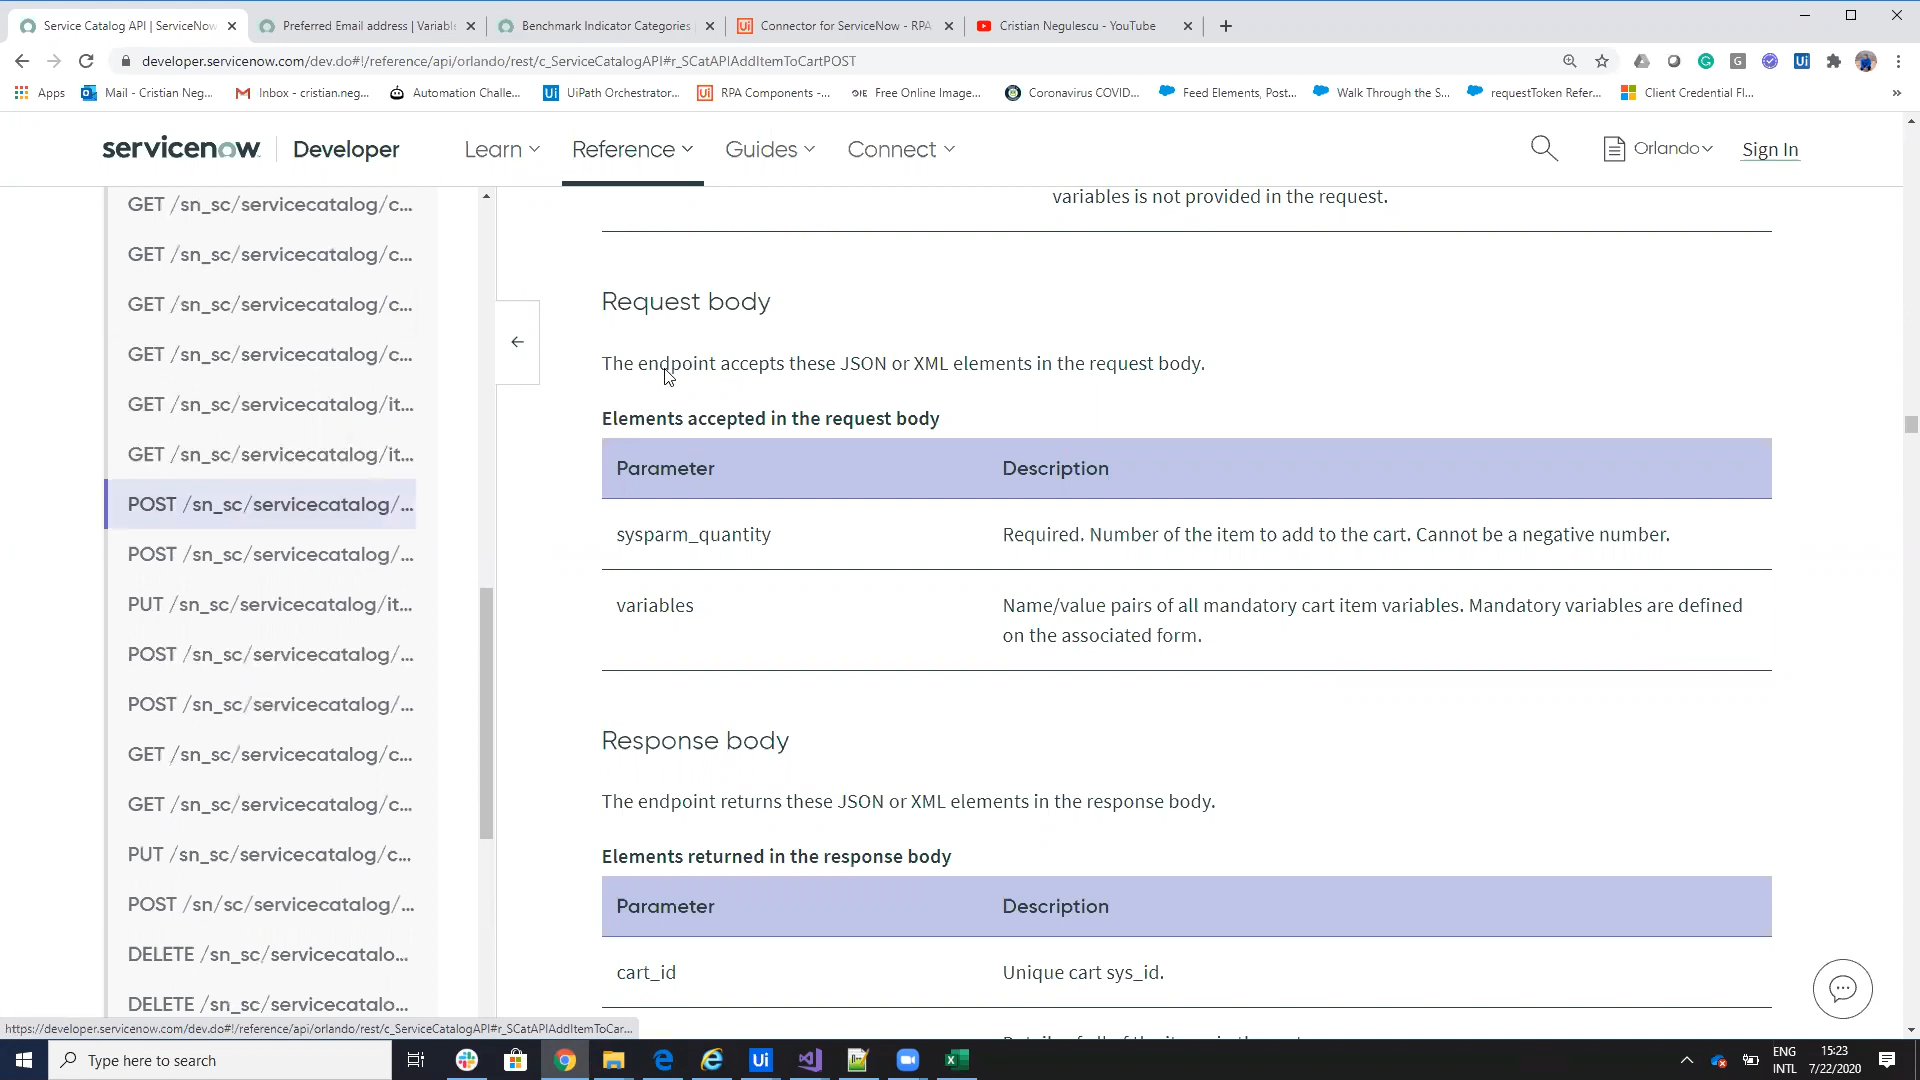 Service Catalog API | ServiceNow
Preferred Email address | Variabl
Benchmark Indicator Categories
Connector for ServiceNow - RPA
Cristian Negulescu - YouTube
developer.servicenow.com/dev.do#!/reference/api/orlando/rest/c_ServiceCatalogAPI#r_SCatAPIAddItemToCartPOST
Apps
Mail - Cristian Neg...
Inbox - cristian.neg...
Automation Challe...
UiPath Orchestrator...
RPA Components -...
Free Online Image...
Coronavirus COVID...
Feed Elements, Post...
Walk Through the S...
requestToken Refer...
Client Credential Fl...
servicenow Developer
Learn
Reference
Guides
Connect
Orlando
Sign In
GET /sn_sc/servicecatalog/c...
GET /sn_sc/servicecatalog/c...
GET /sn_sc/servicecatalog/c...
GET /sn_sc/servicecatalog/c...
GET /sn_sc/servicecatalog/it...
GET /sn_sc/servicecatalog/it...
POST /sn_sc/servicecatalog/...
POST /sn_sc/servicecatalog/...
PUT /sn_sc/servicecatalog/it...
POST /sn_sc/servicecatalog/...
POST /sn_sc/servicecatalog/...
GET /sn_sc/servicecatalog/c...
GET /sn_sc/servicecatalog/c...
PUT /sn_sc/servicecatalog/c...
POST /sn/sc/servicecatalog/...
DELETE /sn_sc/servicecatalo...
DELETE /sn_sc/servicecatalo...
variables is not provided in the request.
Request body
The endpoint accepts these JSON or XML elements in the request body.
Elements accepted in the request body
Parameter Description
sysparm_quantity Required. Number of the item to add to the cart. Cannot be a negative number.
variables Name/value pairs of all mandatory cart item variables. Mandatory variables are defined
on the associated form.
Response body
The endpoint returns these JSON or XML elements in the response body.
Elements returned in the response body
Parameter Description
cart_id Unique cart sys_id.
https://developer.servicenow.com/dev.do#!/reference/api/orlando/rest/c_ServiceCatalogAPI#r_SCatAPIAddItemToCar...
Type here to search
ENG
INTL
15:23
7/22/2020